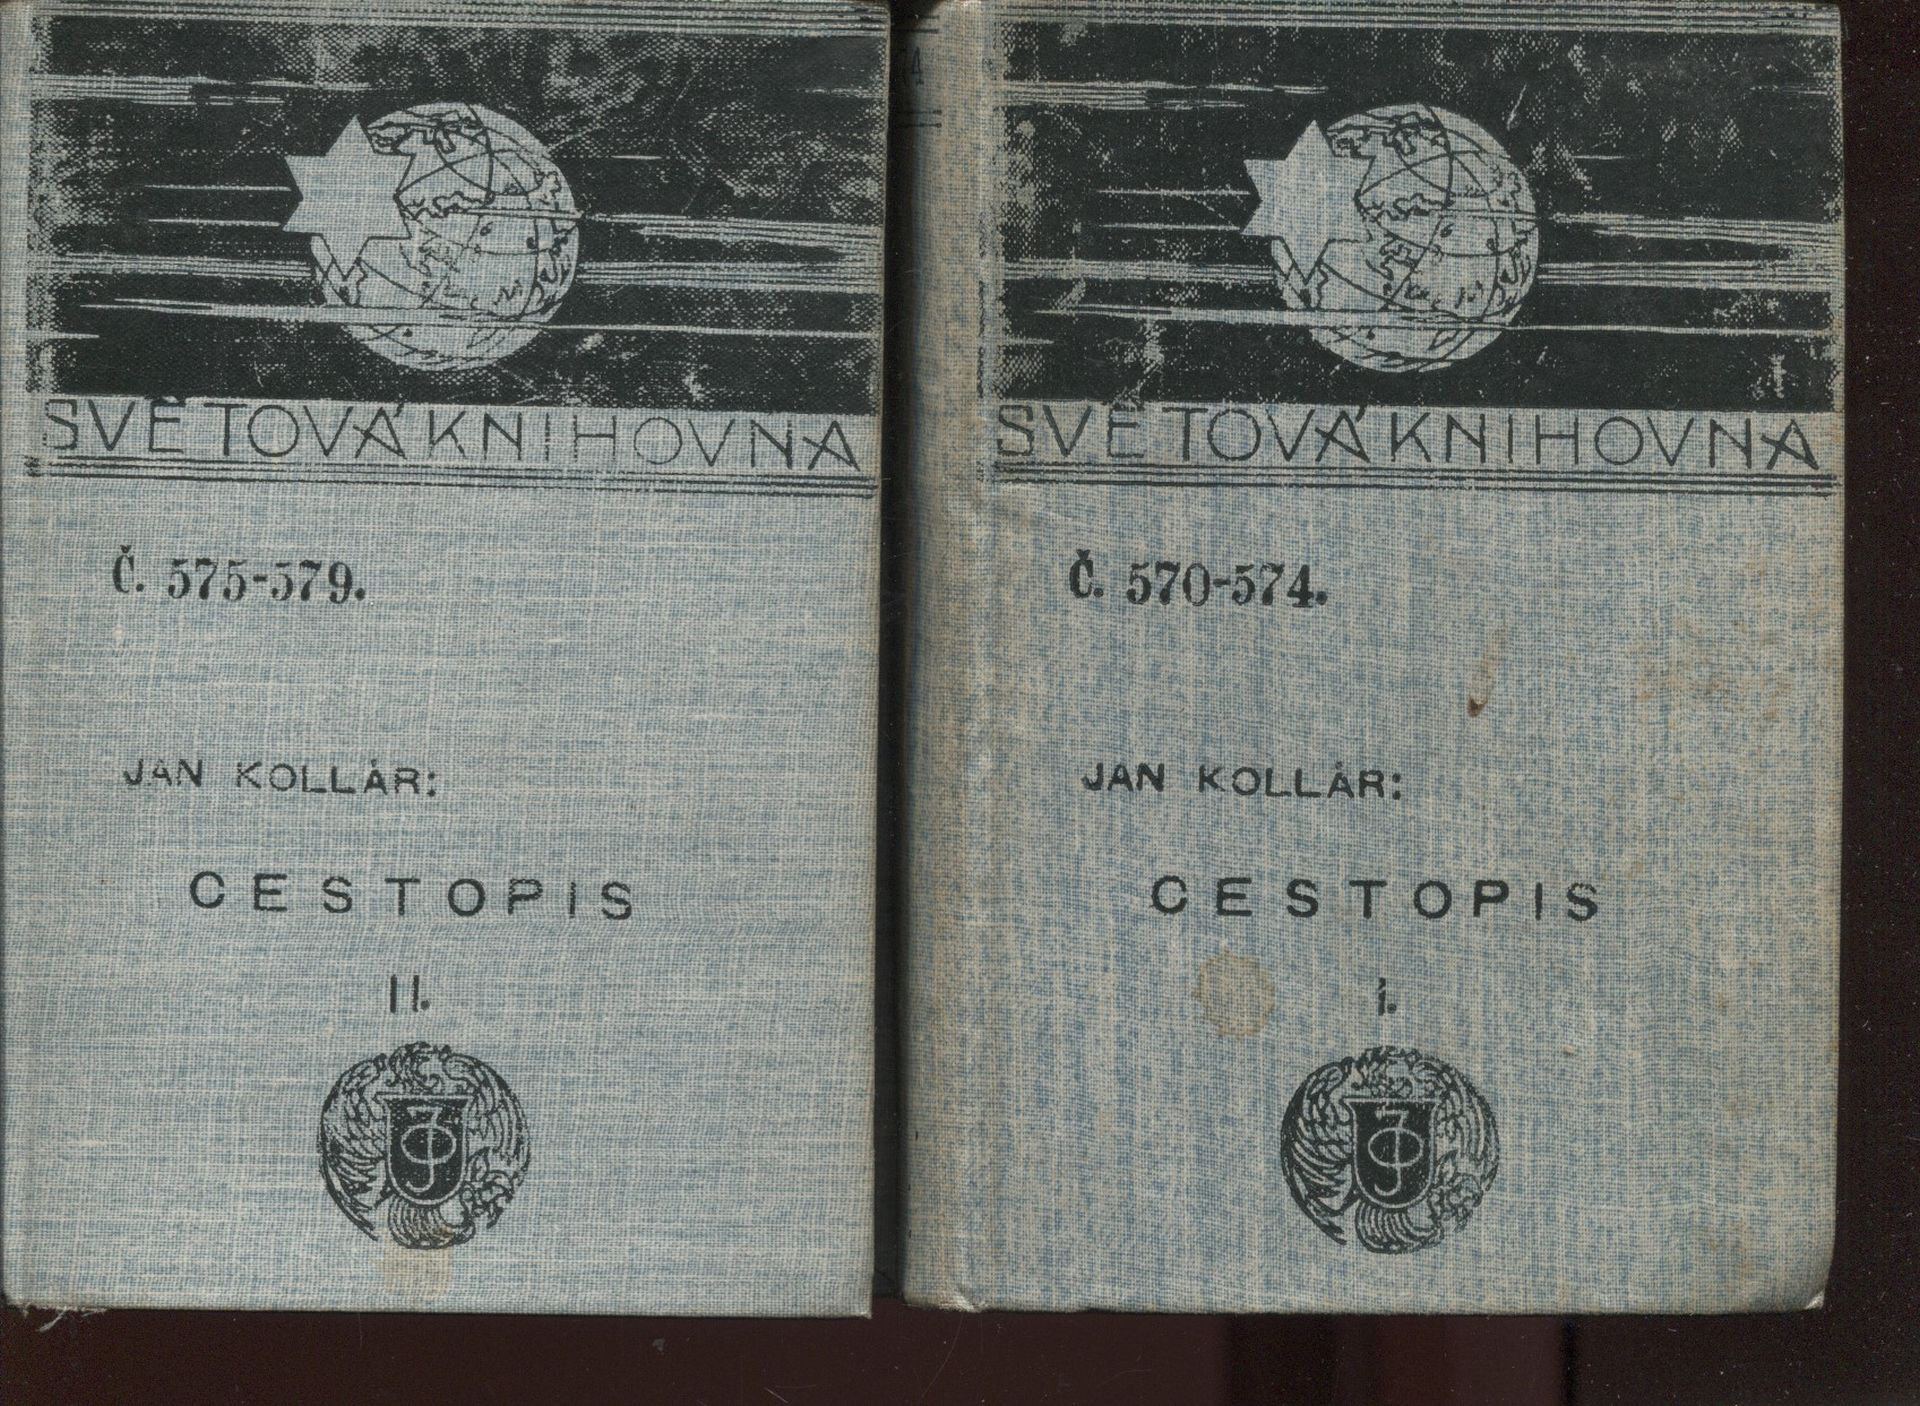 SVĚTOVÁ KNIHOVNA
Č. 575-579.
JAN KOLLÁR:
CESTOPIS
II.
SVĚTOVÁ KNIHOVNA
Č. 570-574.
JAN KOLLÁR:
CESTOPIS
I.